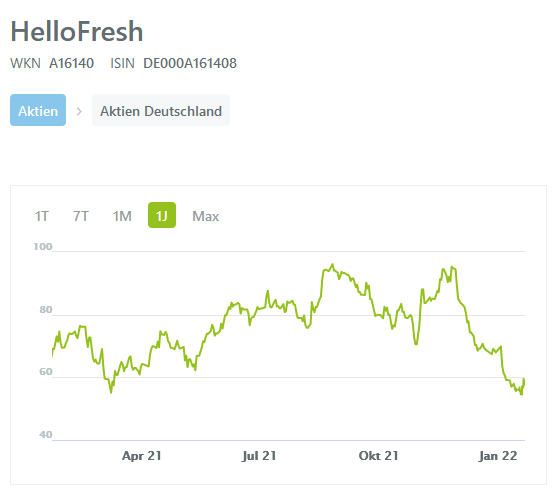 HelloFresh
WKN A16140 ISIN DE000A161408
Aktien > Aktien Deutschland
1T 7T 1M 1J Max
100
80
60
40
Apr 21 Jul 21 Okt 21 Jan 22